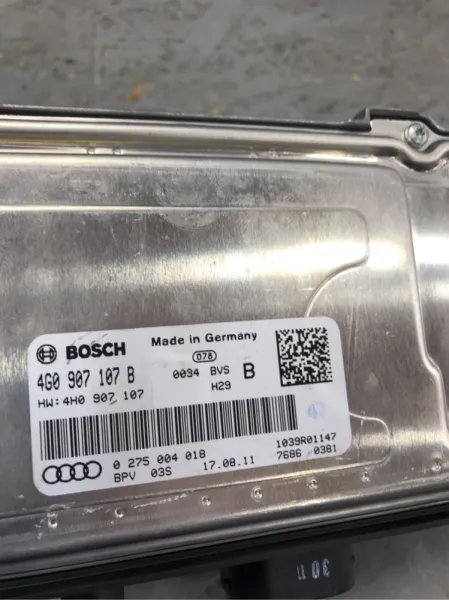 BOSCH Made in Germany
078
4G0 907 107 B 0034 BVS B
HW:4H0 907 107 H29
0 275 004 018 1039R01147
BPV 03S 17.08.11 7686 0381
3011